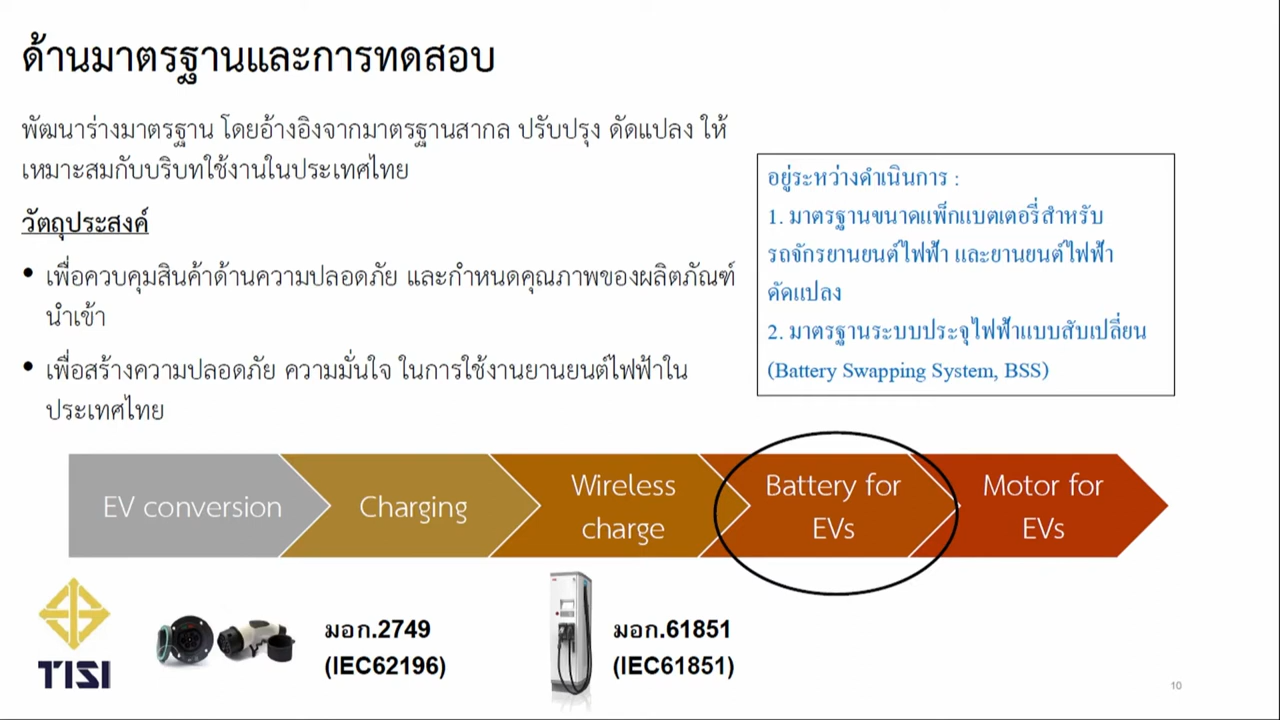 ด้านมาตรฐานและการทดสอบ
พัฒนาร่างมาตรฐาน โดยอ้างอิงจากมาตรฐานสากล ปรับปรุง ดัดแปลง ให้
เหมาะสมกับบริบทใช้งานในประเทศไทย
วัตถุประสงค์
• เพื่อควบคุมสินค้าด้านความปลอดภัย และกำหนดคุณภาพของผลิตภัณฑ์
นำเข้า
• เพื่อสร้างความปลอดภัย ความมั่นใจ ในการใช้งานยานยนต์ไฟฟ้าใน
ประเทศไทย
อยู่ระหว่างดำเนินการ :
1. มาตรฐานขนาดแพ็กแบตเตอรี่สำหรับ
รถจักรยานยนต์ไฟฟ้า และยานยนต์ไฟฟ้า
ดัดแปลง
2. มาตรฐานระบบประจุไฟฟ้าแบบสับเปลี่ยน
(Battery Swapping System, BSS)
EV conversion
Charging
Wireless
charge
Battery for
EVs
Motor for
EVs
TISI
มอก.2749
(IEC62196)
มอก.61851
(IEC61851)
10